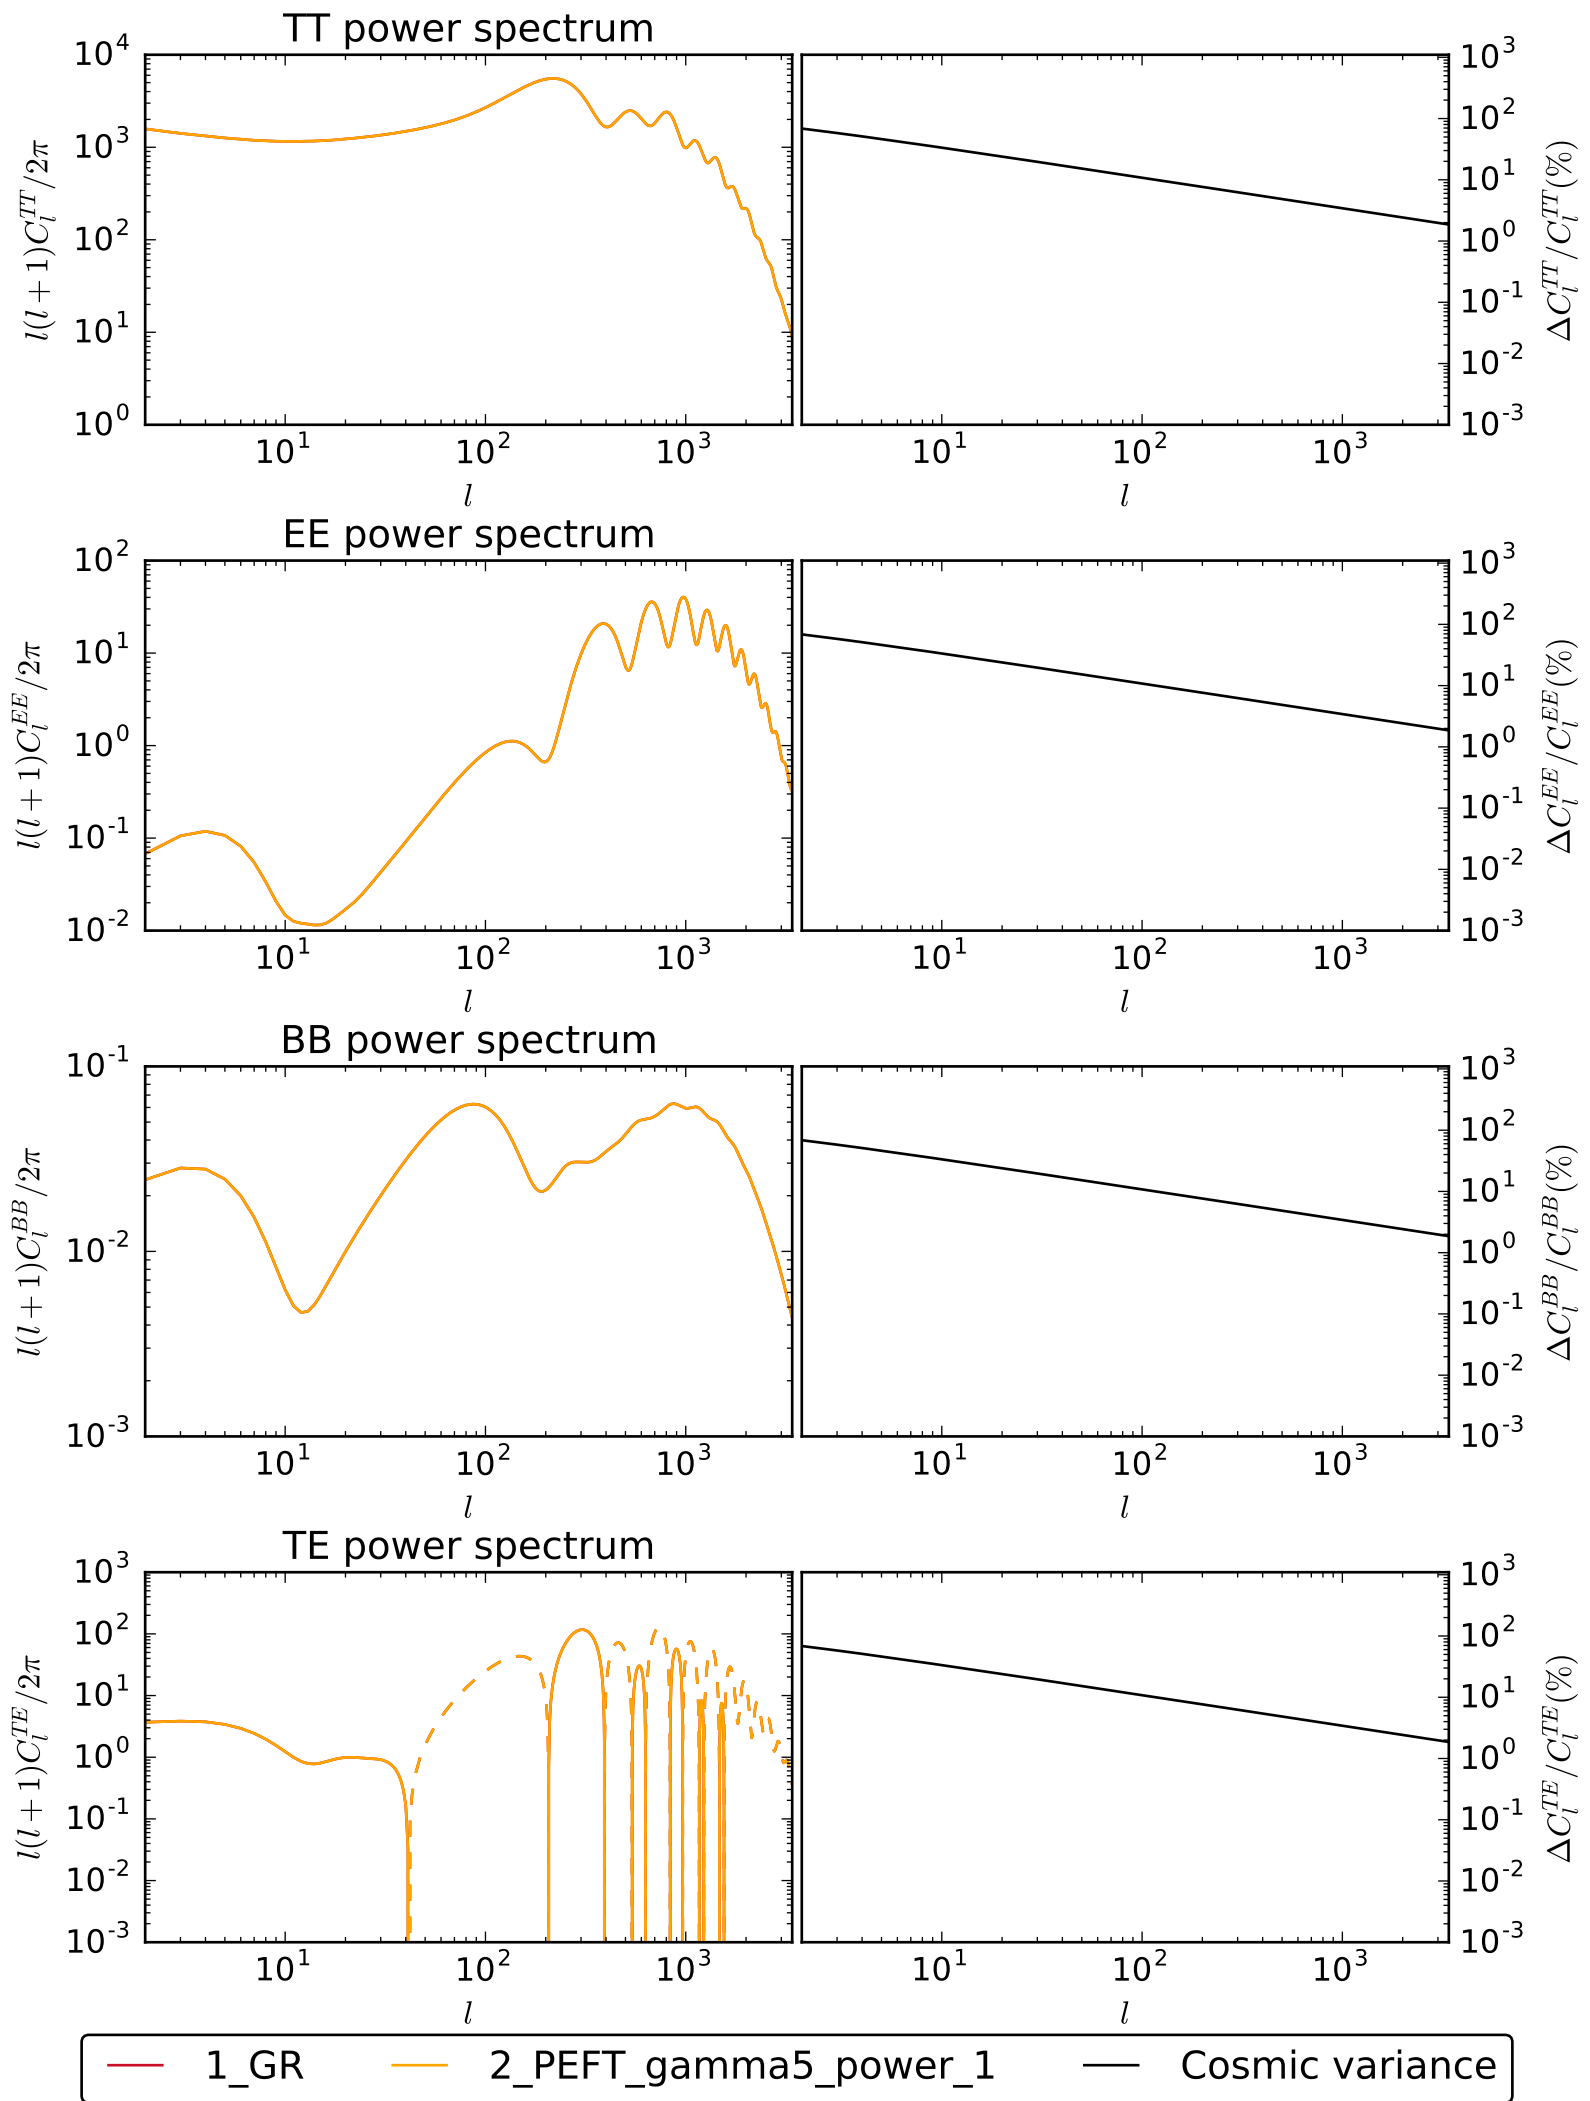 TT power spectrum
10^4
10^3
10^2
10^1
10^0
l(l+1)C_l^{TT}/2π
10^1 10^2 10^3
l
10^3
10^2
10^1
10^0
10^-1
10^-2
10^-3
ΔC_l^{TT}/C_l^{TT}(%)
10^1 10^2 10^3
l
EE power spectrum
10^2
10^1
10^0
10^-1
10^-2
l(l+1)C_l^{EE}/2π
10^1 10^2 10^3
l
10^3
10^2
10^1
10^0
10^-1
10^-2
10^-3
ΔC_l^{EE}/C_l^{EE}(%)
10^1 10^2 10^3
l
BB power spectrum
10^-1
10^-2
10^-3
l(l+1)C_l^{BB}/2π
10^1 10^2 10^3
l
10^3
10^2
10^1
10^0
10^-1
10^-2
10^-3
ΔC_l^{BB}/C_l^{BB}(%)
10^1 10^2 10^3
l
TE power spectrum
10^3
10^2
10^1
10^0
10^-1
10^-2
10^-3
l(l+1)C_l^{TE}/2π
10^1 10^2 10^3
l
10^3
10^2
10^1
10^0
10^-1
10^-2
10^-3
ΔC_l^{TE}/C_l^{TE}(%)
10^1 10^2 10^3
l
1_GR 2_PEFT_gamma5_power_1 Cosmic variance